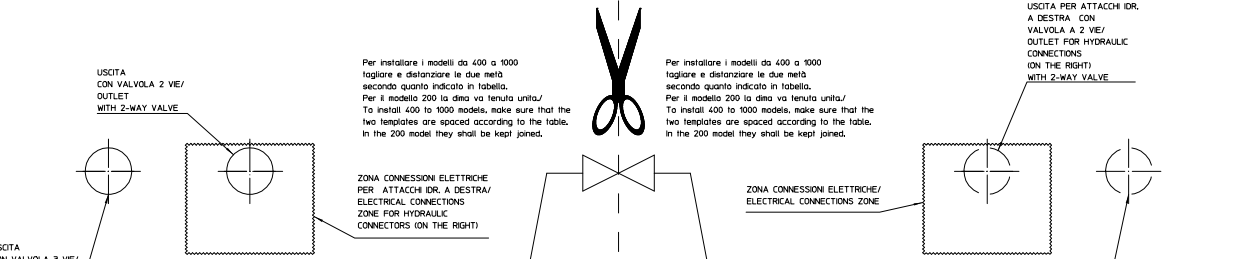 USCITA
CON VALVOLA 2 VIE/
OUTLET
WITH 2-WAY VALVE
Per installare i modelli da 400 a 1000
tagliare e distanziare le due metà
secondo quanto indicato in tabella.
Per il modello 200 la dima va tenuta unita./
To install 400 to 1000 models, make sure that the
two templates are spaced according to the table.
In the 200 model they shall be kept joined.
Per installare i modelli da 400 a 1000
tagliare e distanziare le due metà
secondo quanto indicato in tabella.
Per il modello 200 la dima va tenuta unita./
To install 400 to 1000 models, make sure that the
two templates are spaced according to the table.
In the 200 model they shall be kept joined.
USCITA PER ATTACCHI IDR.
A DESTRA CON
VALVOLA A 2 VIE/
OUTLET FOR HYDRAULIC
CONNECTIONS
(ON THE RIGHT)
WITH 2-WAY VALVE
ZONA CONNESSIONI ELETTRICHE
PER ATTACCHI IDR. A DESTRA/
ELECTRICAL CONNECTIONS
ZONE FOR HYDRAULIC
CONNECTORS (ON THE RIGHT)
ZONA CONNESSIONI ELETTRICHE/
ELECTRICAL CONNECTIONS ZONE